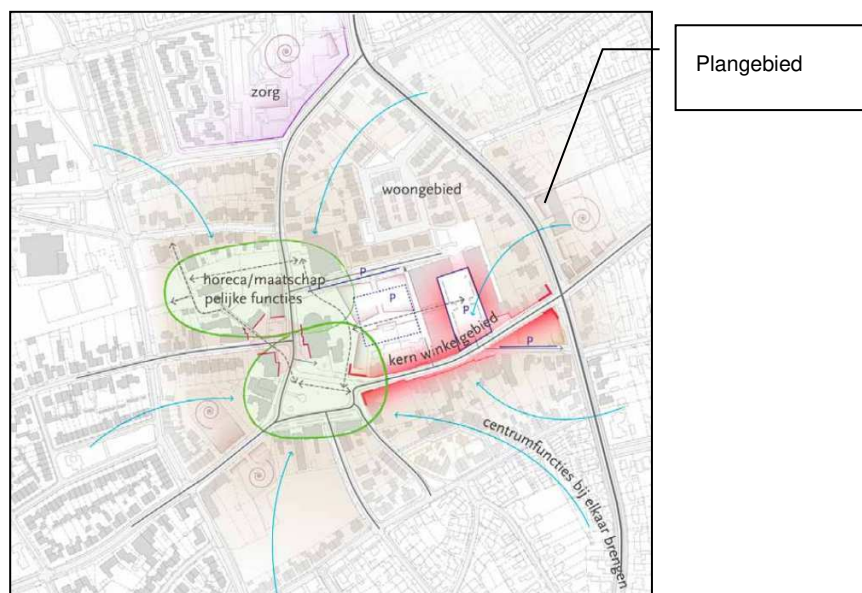 Plangebied
zorg
woongebied
horeca/maatschap
pelijke functies
P
P
P
kern winkelgebied
P
centrumfuncties bij elkaar brengen